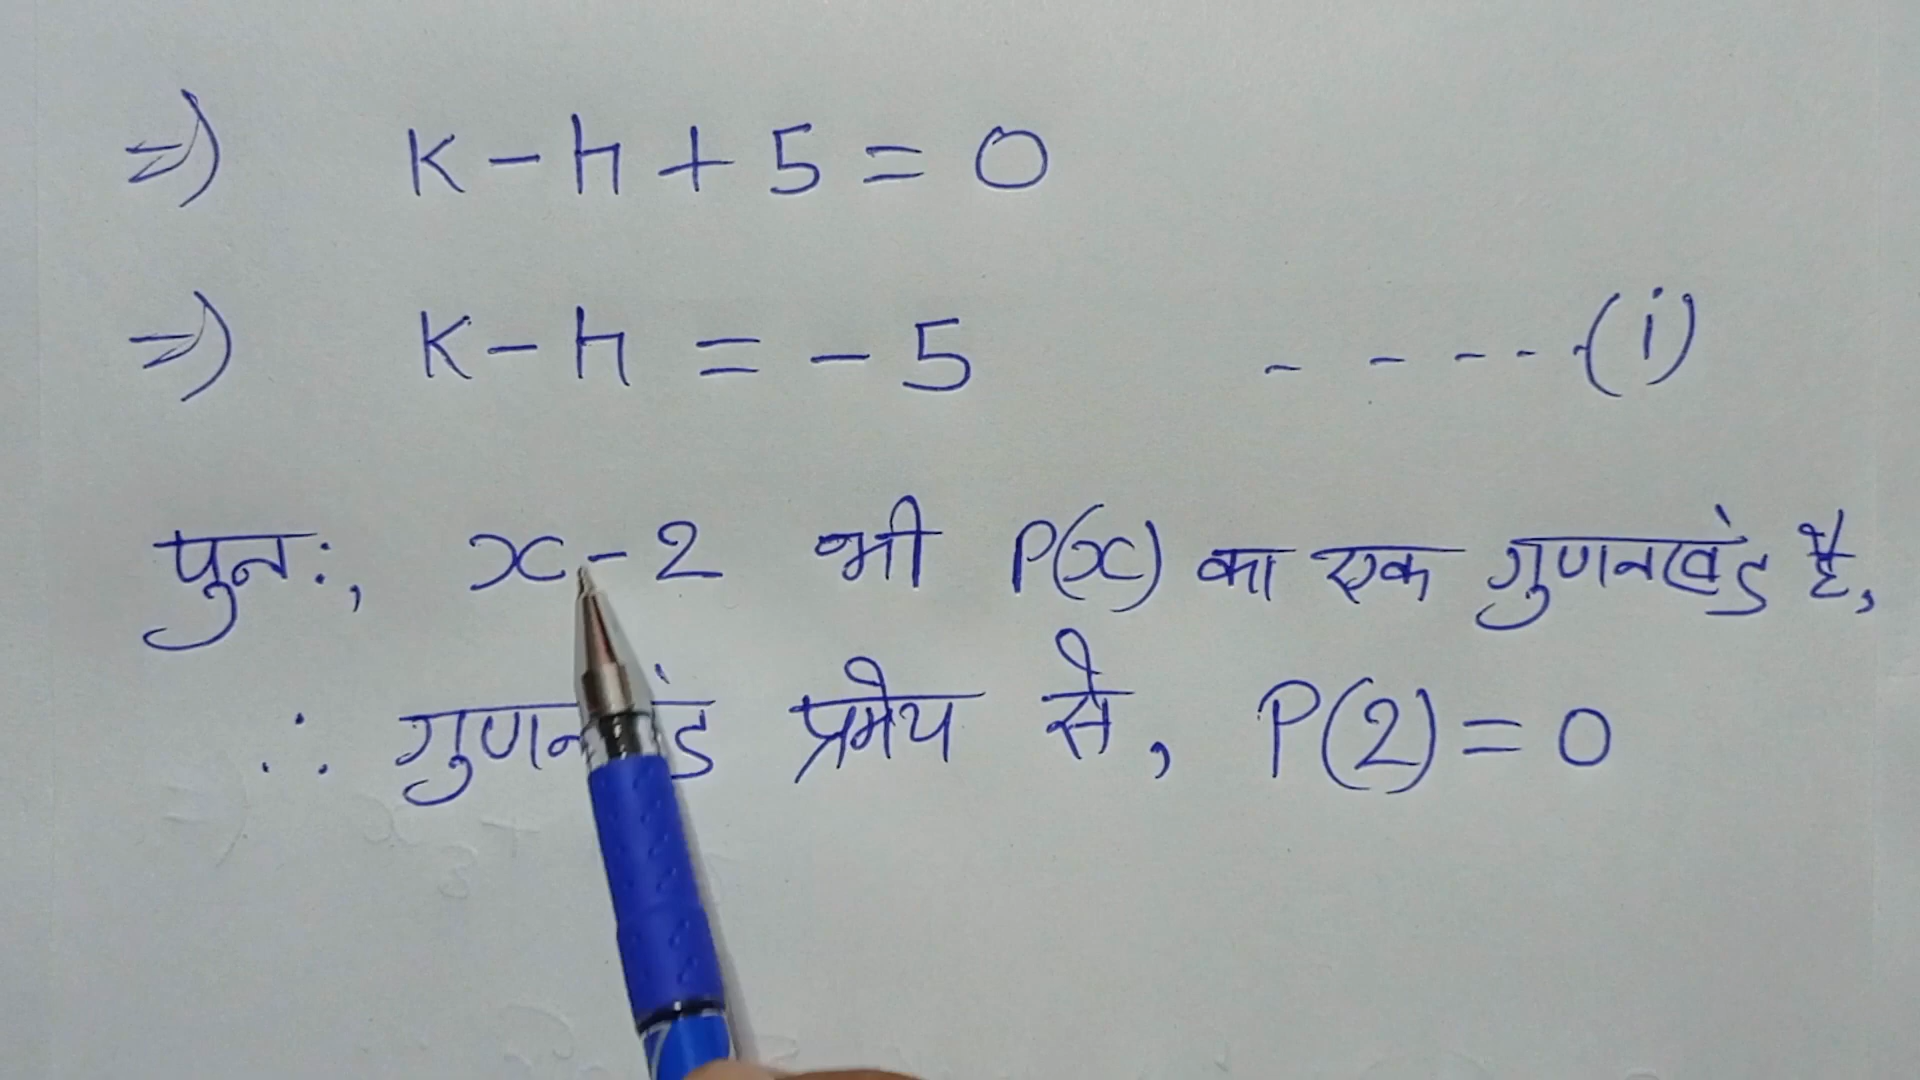 ⇒ K - h + 5 = 0
⇒ K - h = - 5 - - - - - (i)
पुनः, x - 2 भी P(x) का एक गुणनखंड है,
∴ गुणनखंड प्रमेय से, P(2) = 0